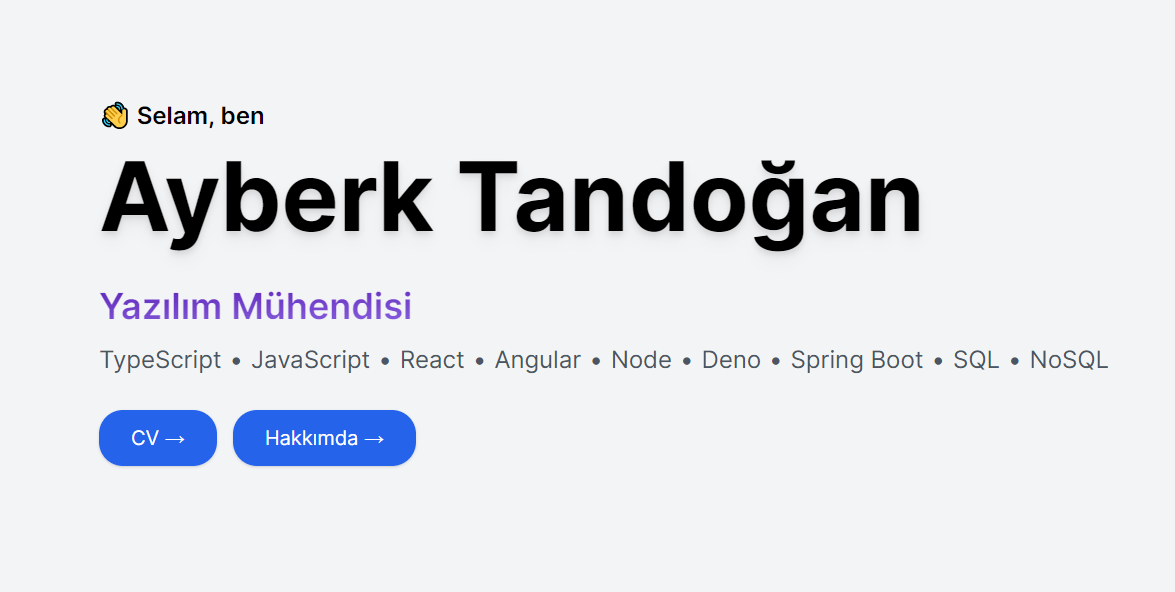 👋 Selam, ben
Ayberk Tandoğan
Yazılım Mühendisi
TypeScript • JavaScript • React • Angular • Node • Deno • Spring Boot • SQL • NoSQL
CV → Hakkımda →